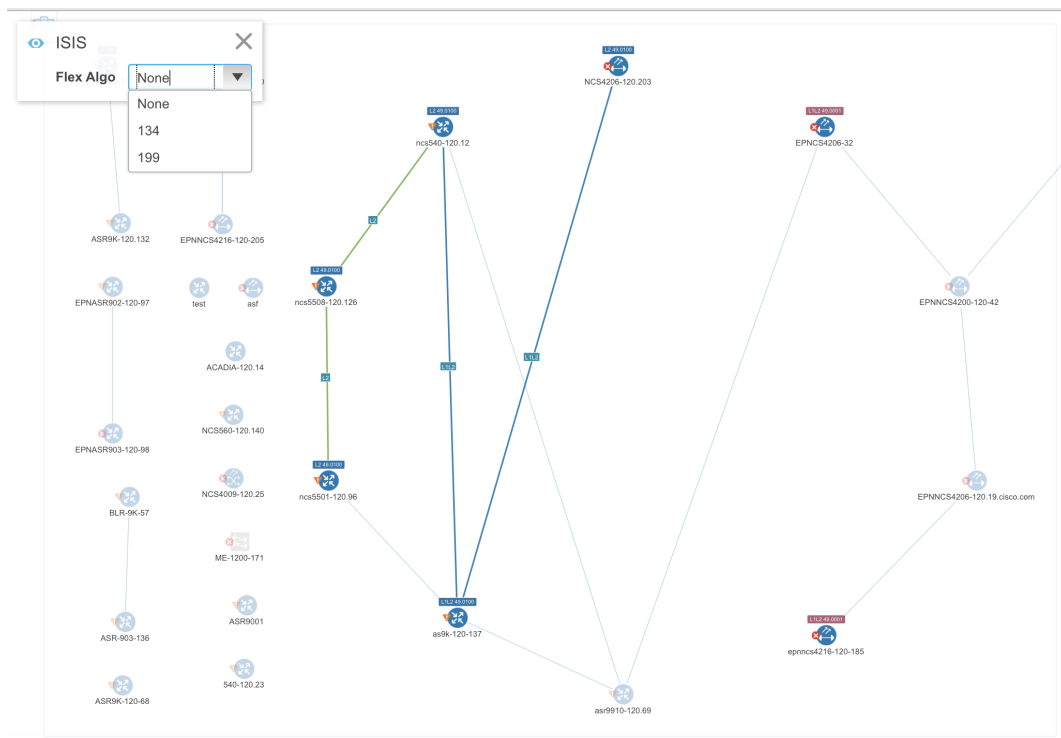 ISIS
Flex Algo
None
None
134
199
L2 49.0100
NCS4206-120.203
L2 49.0100
ncs540-120.12
L1L2 49.0001
EPNCS4206-32
L2
ASR9K-120.132
EPNNCS4216-120-205
L2 49.0100
ncs5508-120.126
EPNASR902-120-97
test
asf
EPNNCS4200-120-42
L1L2
L1L2
ACADIA-120.14
L2
NCS560-120.140
EPNASR903-120-98
L2 49.0100
ncs5501-120.96
NCS4009-120.25
EPNNCS4206-120.19.cisco.com
BLR-9K-57
ME-1200-171
L1L2 49.0100
as9k-120-137
ASR9001
ASR-903-136
L1L2 49.0001
epnncs4216-120-185
540-120.23
ASR9K-120-68
asr9910-120.69